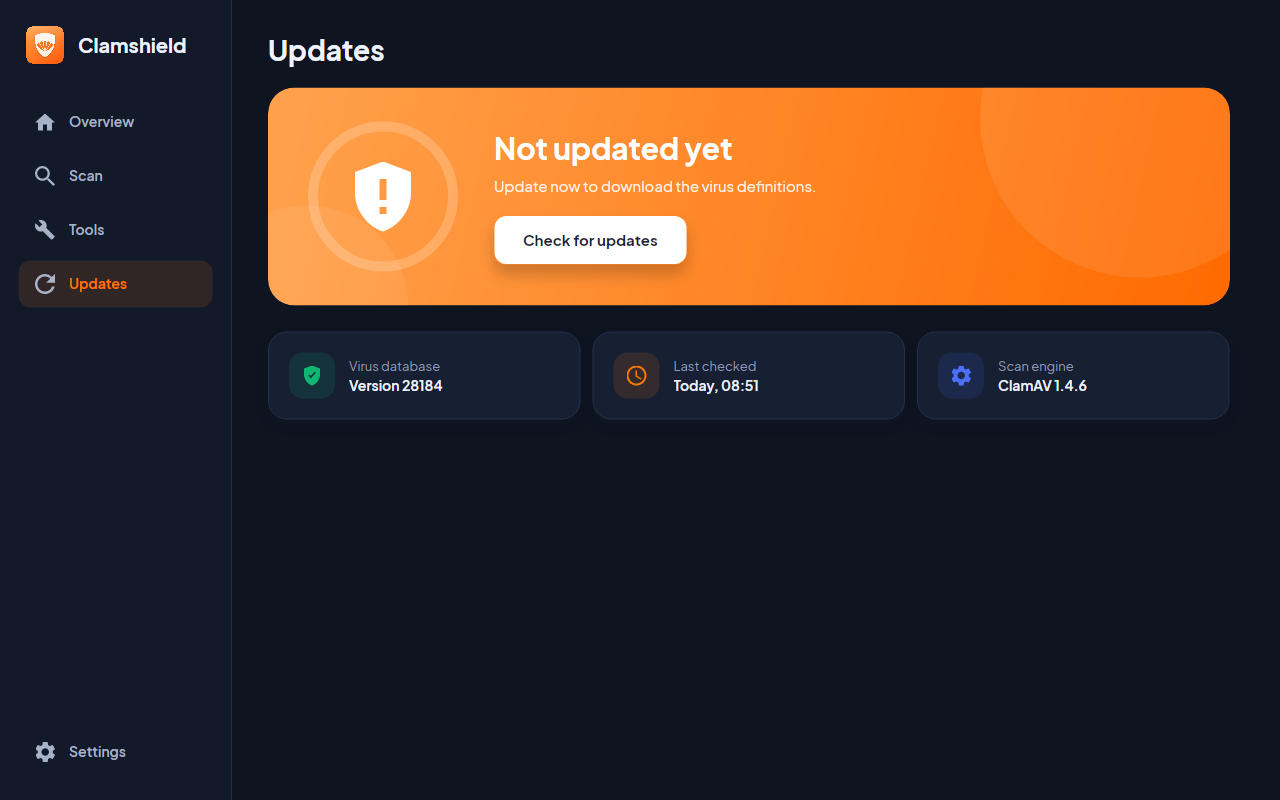 Clamshield
Overview
Scan
Tools
Updates
Settings
Updates
Not updated yet
Update now to download the virus definitions.
Check for updates
Virus database
Version 28184
Last checked
Today, 08:51
Scan engine
ClamAV 1.4.6